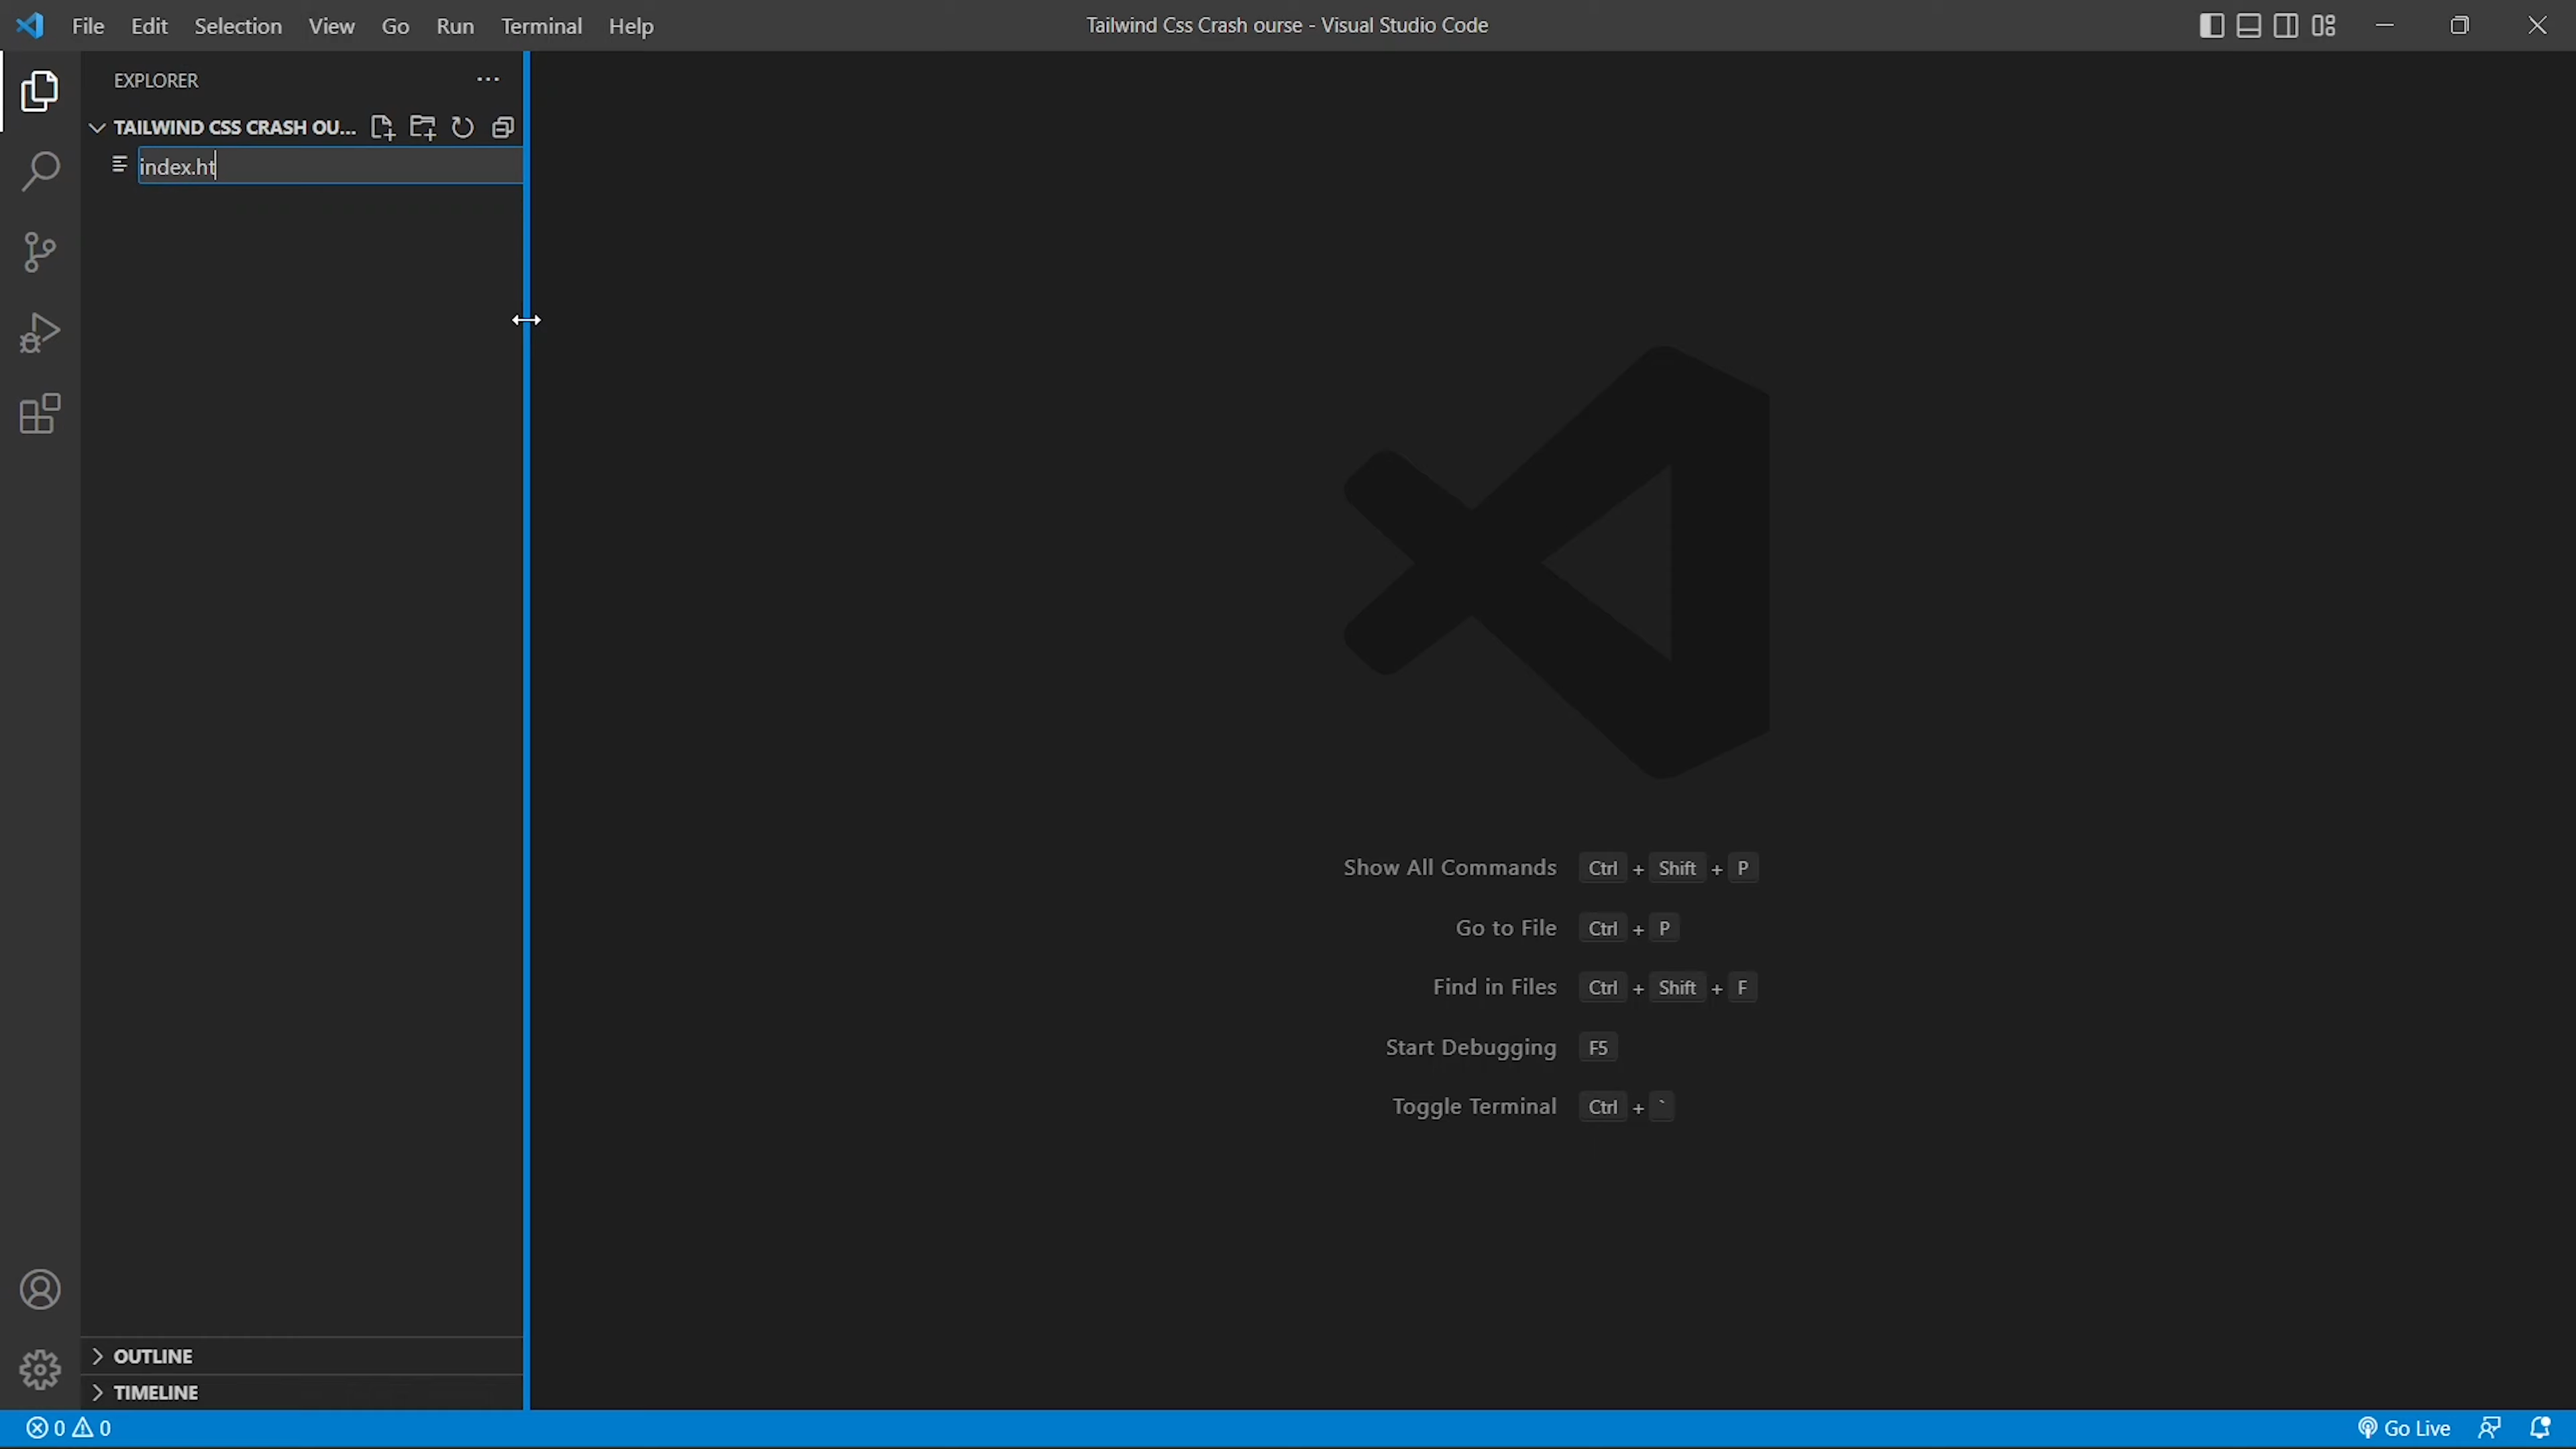 File Edit Selection View Go Run Terminal Help
Tailwind Css Crash ourse - Visual Studio Code
EXPLORER
TAILWIND CSS CRASH OU...
index.ht
Show All Commands Ctrl + Shift + P
Go to File Ctrl + P
Find in Files Ctrl + Shift + F
Start Debugging F5
Toggle Terminal Ctrl + `
OUTLINE
TIMELINE
0 0
Go Live